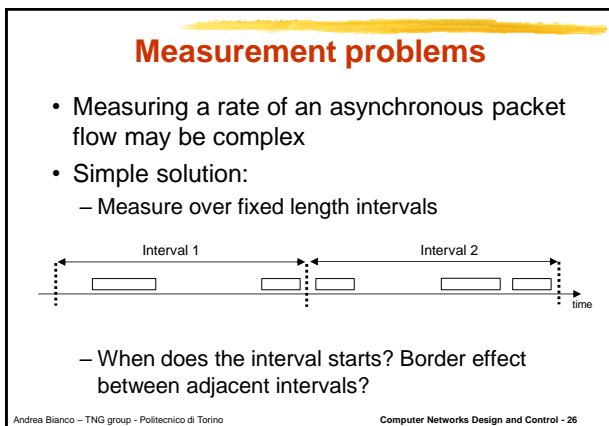 Measurement problems
• Measuring a rate of an asynchronous packet
flow may be complex
• Simple solution:
– Measure over fixed length intervals
Interval 1
Interval 2
time
– When does the interval starts? Border effect
between adjacent intervals?
Andrea Bianco – TNG group - Politecnico di Torino
Computer Networks Design and Control - 26